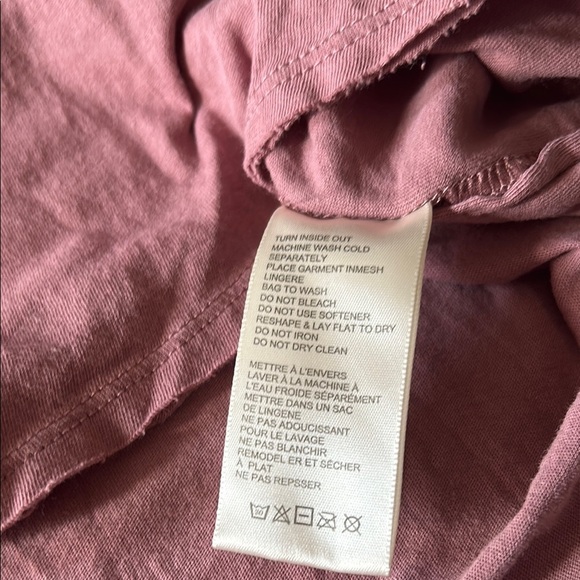 TURN INSIDE OUT
MACHINE WASH COLD
SEPARATELY
PLACE GARMENT INMESH
LINGERE
BAG TO WASH
DO NOT BLEACH
DO NOT USE SOFTENER
RESHAPE & LAY FLAT TO DRY
DO NOT IRON
DO NOT DRY CLEAN
METTRE À L'ENVERS
LAVER À LA MACHINE À
L'EAU FROIDE SÉPARÉMENT
METTRE DANS UN SAC
DE LINGENE
NE PAS ADOUCISSANT
POUR LE LAVAGE
NE PAS BLANCHIR
REMODEL ER ET SÉCHER
À PLAT
NE PAS REPSSER
30